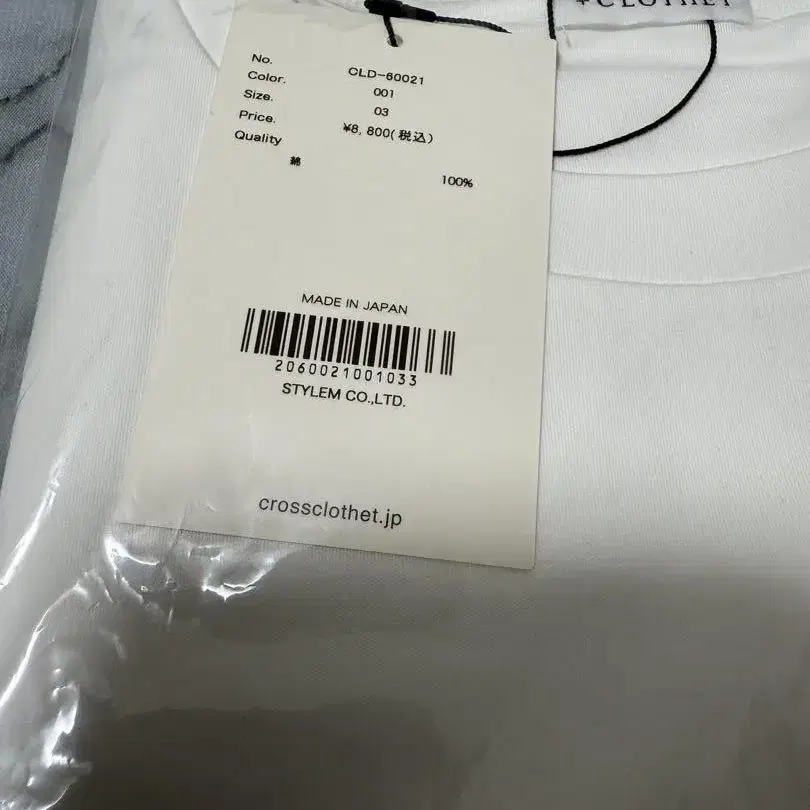 +CLOTHET
No. CLD-60021
Color. 001
Size. 03
Price. ¥8,800(税込)
Quality
綿 100%
MADE IN JAPAN
2060021001033
STYLEM CO.,LTD.
crossclothet.jp